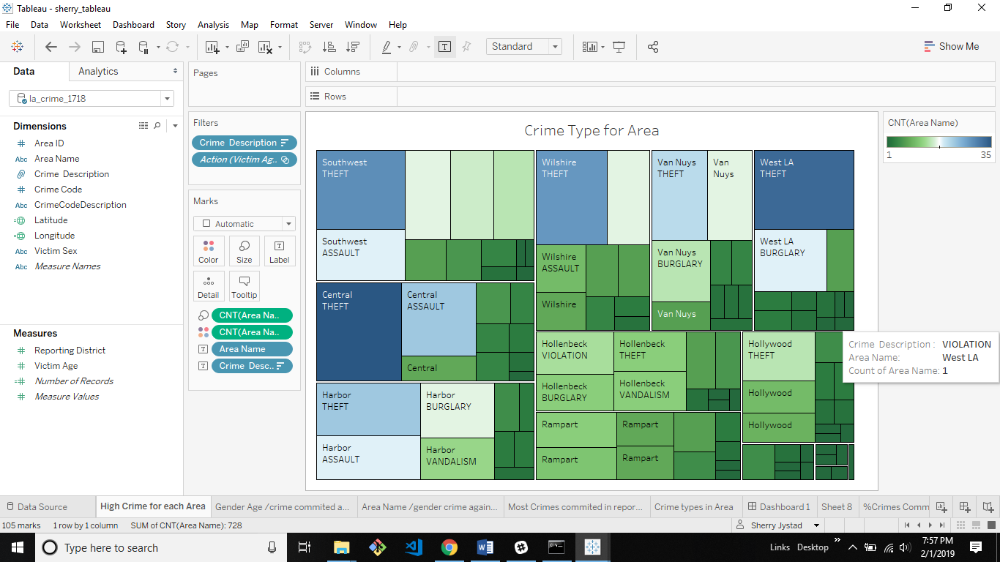 Tableau - sherry_tableau
File Data Worksheet Dashboard Story Analysis Map Format Server Window Help
Standard
Show Me
Data
Analytics
la_crime_1718
Dimensions
Area ID
Abc Area Name
Crime Description
Crime Code
Abc CrimeCodeDescription
Latitude
Longitude
Abc Victim Sex
Abc Measure Names
Measures
Reporting District
Victim Age
Number of Records
Measure Values
Pages
Filters
Crime Description
Action (Victim Ag..
Marks
Automatic
Color
Size
Label
Detail
Tooltip
CNT(Area Na..
CNT(Area Na..
Area Name
Crime Desc..
Columns
Rows
Crime Type for Area
Southwest
THEFT
Southwest
ASSAULT
Central
THEFT
Central
ASSAULT
Central
Harbor
THEFT
Harbor
BURGLARY
Harbor
ASSAULT
Harbor
VANDALISM
Wilshire
THEFT
Wilshire
ASSAULT
Wilshire
Van Nuys
THEFT
Van
Nuys
Van Nuys
BURGLARY
Van Nuys
West LA
THEFT
West LA
BURGLARY
Hollenbeck
VIOLATION
Hollenbeck
THEFT
Hollenbeck
BURGLARY
Hollenbeck
VANDALISM
Rampart
Rampart
Rampart
Rampart
Hollywood
THEFT
Hollywood
Hollywood
Crime Description : VIOLATION
Area Name: West LA
Count of Area Name: 1
CNT(Area Name)
1 35
Data Source
High Crime for each Area
Gender Age /crime commited a...
Area Name /gender crime again...
Most Crimes commited in repor...
Crime types in Area
Dashboard 1
Sheet 8
%Crimes Comm
105 marks 1 row by 1 column SUM of CNT(Area Name): 728
Sherry Jystad
Type here to search
Links Desktop
7:57 PM
2/1/2019